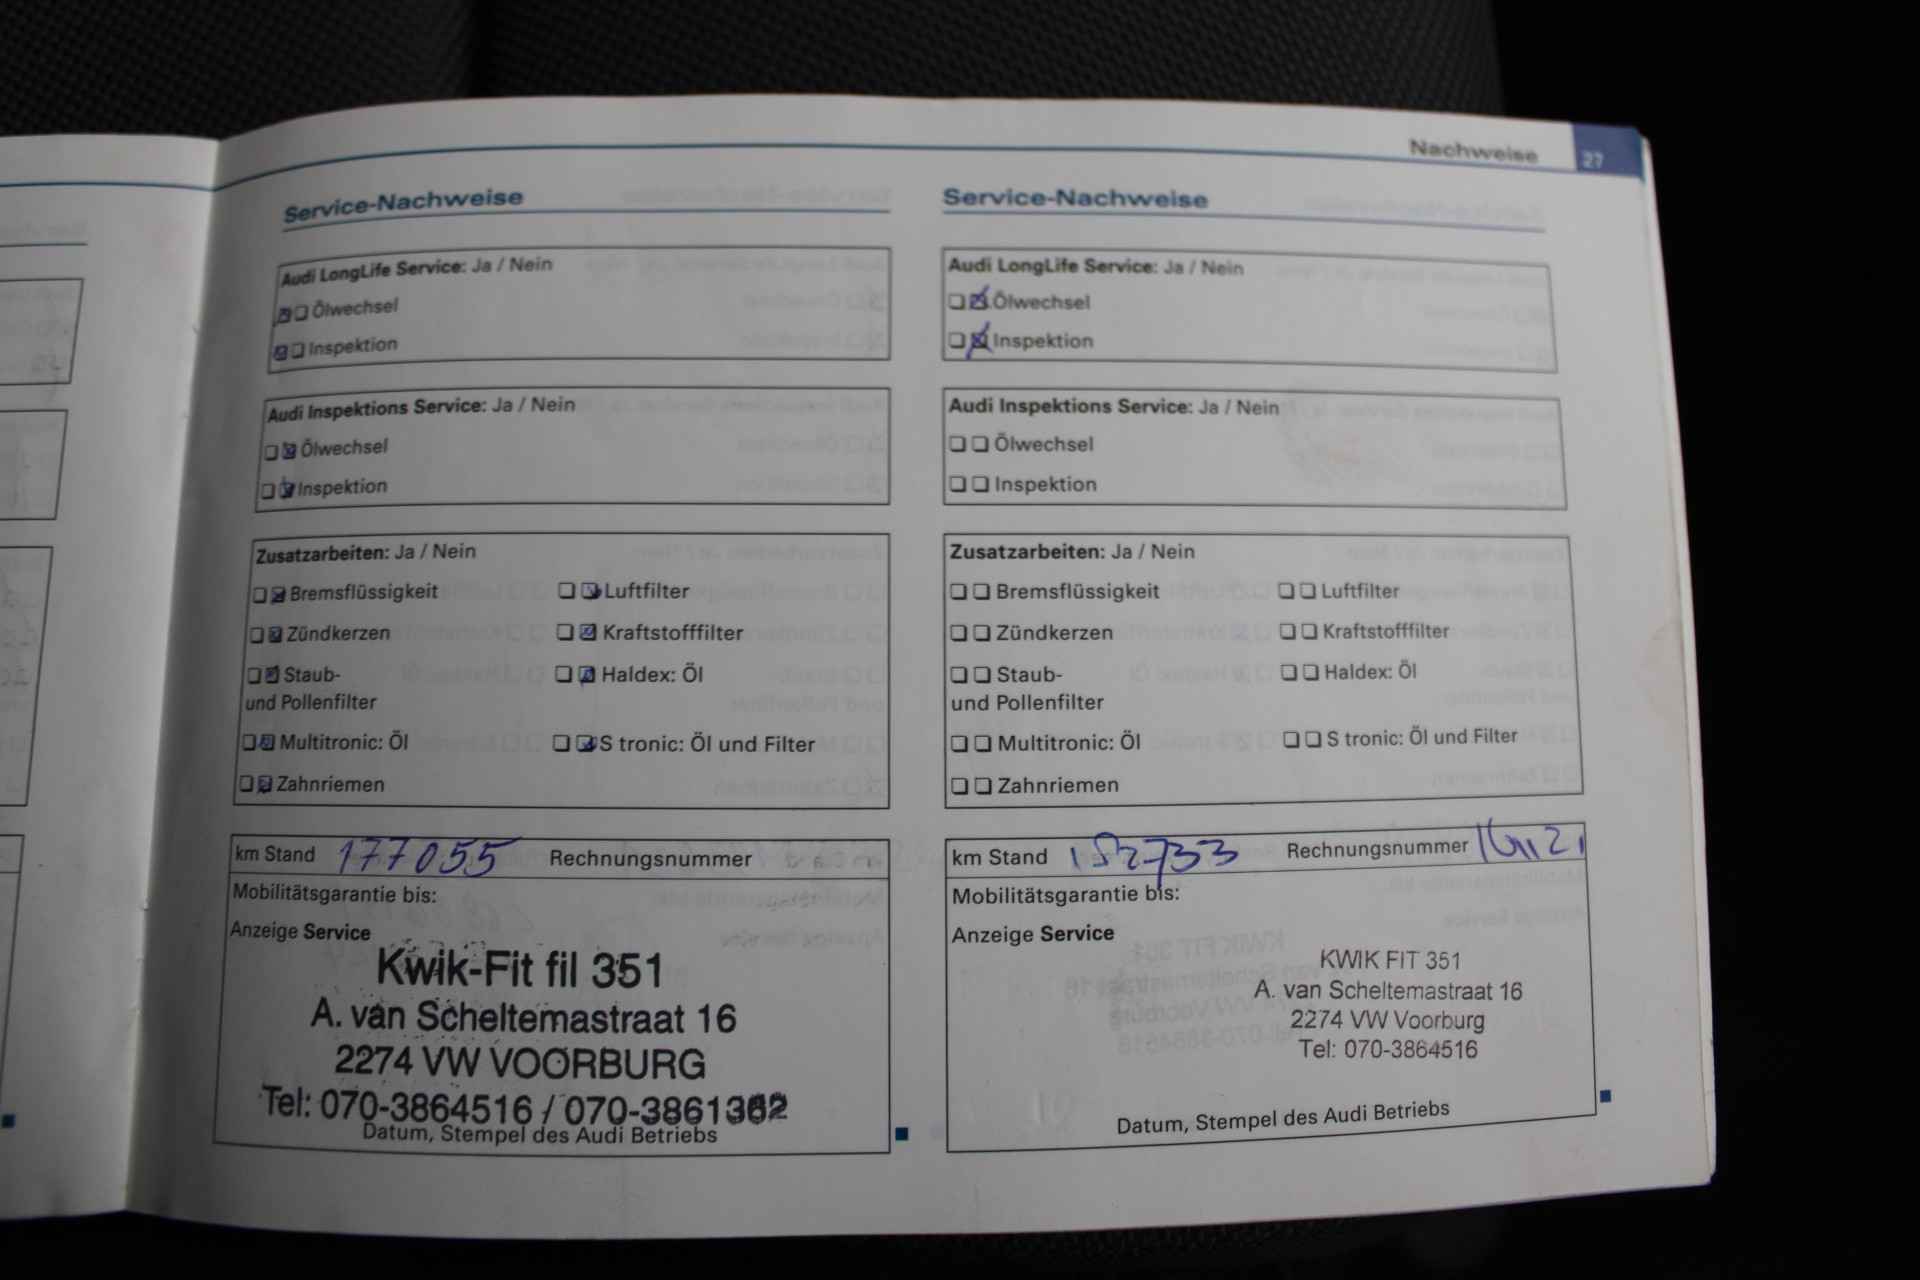 Nachweise 27
Service-Nachweise
Audi LongLife Service: Ja / Nein
Ölwechsel
Inspektion
Audi Inspektions Service: Ja / Nein
Ölwechsel
Inspektion
Zusatzarbeiten: Ja / Nein
Bremsflüssigkeit Luftfilter
Zündkerzen Kraftstofffilter
Staub- Haldex: Öl
und Pollenfilter
Multitronic: Öl S tronic: Öl und Filter
Zahnriemen
km Stand 177055 Rechnungsnummer
Mobilitätsgarantie bis:
Anzeige Service
Kwik-Fit fil 351
A. van Scheltemastraat 16
2274 VW VOORBURG
Tel: 070-3864516 /
Datum, Stempel des Audi Betriebs
Service-Nachweise
Audi LongLife Service: Ja / Nein
Ölwechsel
Inspektion
Audi Inspektions Service: Ja / Nein
Ölwechsel
Inspektion
Zusatzarbeiten: Ja / Nein
Bremsflüssigkeit Luftfilter
Zündkerzen Kraftstofffilter
Staub- Haldex: Öl
und Pollenfilter
Multitronic: Öl S tronic: Öl und Filter
Zahnriemen
km Stand Rechnungsnummer
Mobilitätsgarantie bis:
Anzeige Service
KWIK FIT 351
A. van Scheltemastraat 16
2274 VW Voorburg
Tel: 070-3864516
Datum, Stempel des Audi Betriebs